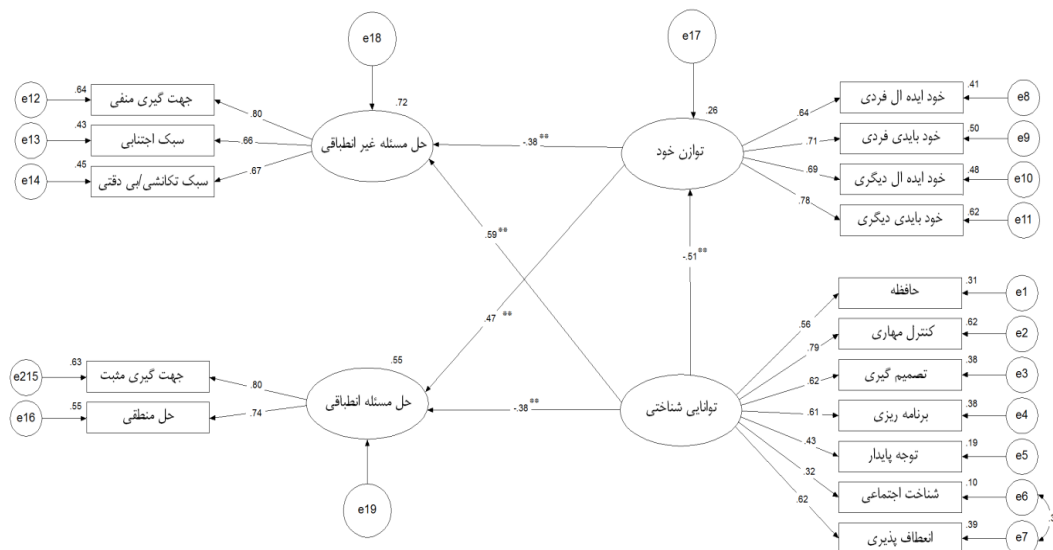 e18
e17
.72
.26
e12
.64
جهت گیری منفی
.80
e13
.43
سبک اجتنابی
.66
e14
.45
سبک تکانشی/بی دقتی
.67
حل مسئله غیر انطباقی
-.38**
توازن خود
.64
خود ایده ال فردی
.41
e8
.71
خود بایدی فردی
.50
e9
.69
خود ایده ال دیگری
.48
e10
.78
خود بایدی دیگری
.62
e11
.59**
-.51**
.47 **
.56
حافظه
.31
e1
.79
کنترل مهاری
.62
e2
.62
تصمیم گیری
.38
e3
.61
برنامه ریزی
.38
e4
.43
توجه پایدار
.19
e5
.32
شناخت اجتماعی
.10
e6
.62
انعطاف پذیری
.39
e7
.55
e215
.63
جهت گیری مثبت
.80
e16
.55
حل منطقی
.74
حل مسئله انطباقی
-.38**
توانایی شناختی
e19